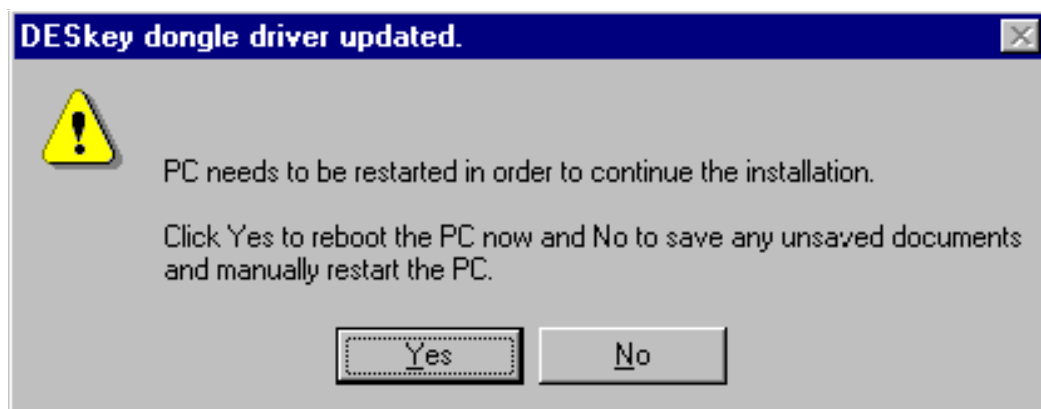 DESkey dongle driver updated.
PC needs to be restarted in order to continue the installation.
Click Yes to reboot the PC now and No to save any unsaved documents
and manually restart the PC.
Yes
No